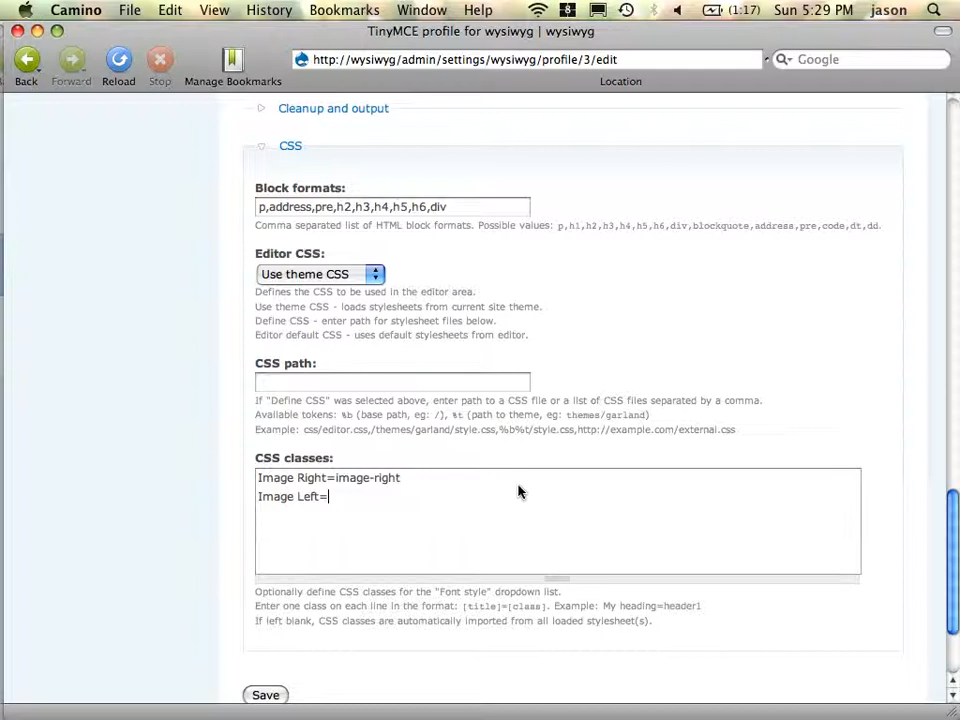 Camino File Edit View History Bookmarks Window Help (1:17) Sun 5:29 PM jason
TinyMCE profile for wysiwyg | wysiwyg
http://wysiwyg/admin/settings/wysiwyg/profile/3/edit
Google
Back Forward Reload Stop Manage Bookmarks Location
Cleanup and output
CSS
Block formats:
p,address,pre,h2,h3,h4,h5,h6,div
Comma separated list of HTML block formats. Possible values: p,h1,h2,h3,h4,h5,h6,div,blockquote,address,pre,code,dt,dd.
Editor CSS:
Use theme CSS
Defines the CSS to be used in the editor area.
Use theme CSS - loads stylesheets from current site theme.
Define CSS - enter path for stylesheet files below.
Editor default CSS - uses default stylesheets from editor.
CSS path:
If "Define CSS" was selected above, enter path to a CSS file or a list of CSS files separated by a comma.
Available tokens: %b (base path, eg: /), %t (path to theme, eg: themes/garland)
Example: css/editor.css,/themes/garland/style.css,%b%t/style.css,http://example.com/external.css
CSS classes:
Image Right=image-right
Image Left=
Optionally define CSS classes for the "Font style" dropdown list.
Enter one class on each line in the format: [title]=[class]. Example: My heading=header1
If left blank, CSS classes are automatically imported from all loaded stylesheet(s).
Save